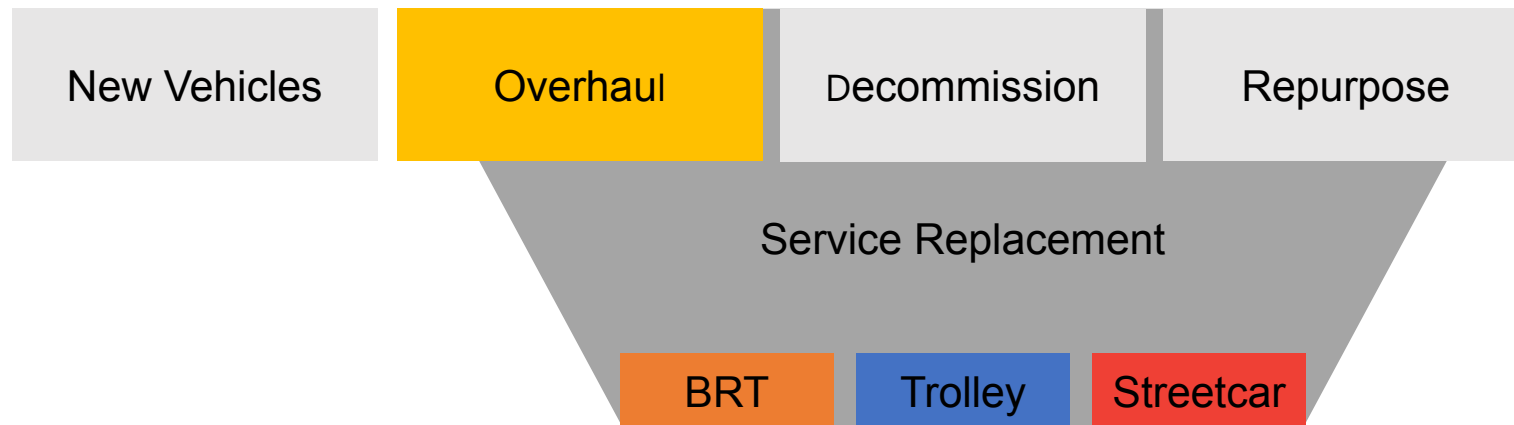 New Vehicles
Overhaul
Decommission
Repurpose
Service Replacement
BRT
Trolley
Streetcar